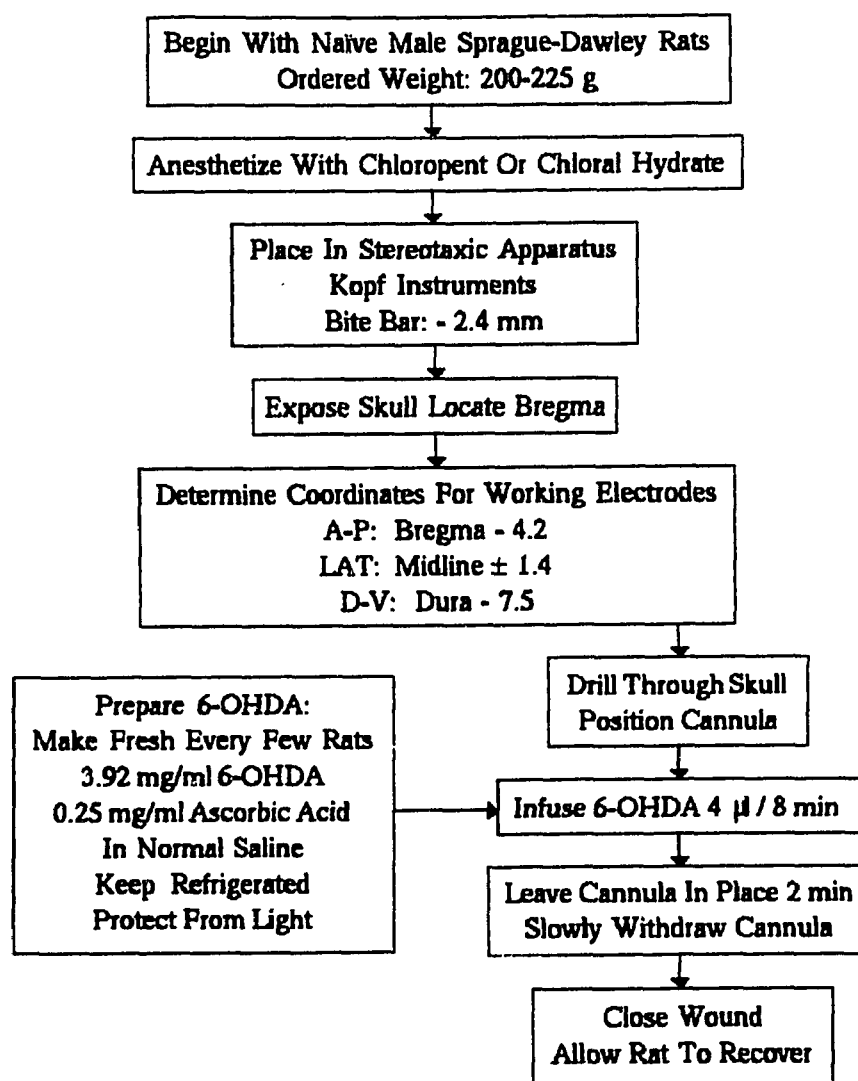 Begin With Naïve Male Sprague-Dawley Rats
Ordered Weight: 200-225 g
Anesthetize With Chloropent Or Chloral Hydrate
Place In Stereotaxic Apparatus
Kopf Instruments
Bite Bar: - 2.4 mm
Expose Skull Locate Bregma
Determine Coordinates For Working Electrodes
A-P: Bregma - 4.2
LAT: Midline ± 1.4
D-V: Dura - 7.5
Drill Through Skull
Position Cannula
Prepare 6-OHDA:
Make Fresh Every Few Rats
3.92 mg/ml 6-OHDA
0.25 mg/ml Ascorbic Acid
In Normal Saline
Keep Refrigerated
Protect From Light
Infuse 6-OHDA 4 µl / 8 min
Leave Cannula In Place 2 min
Slowly Withdraw Cannula
Close Wound
Allow Rat To Recover